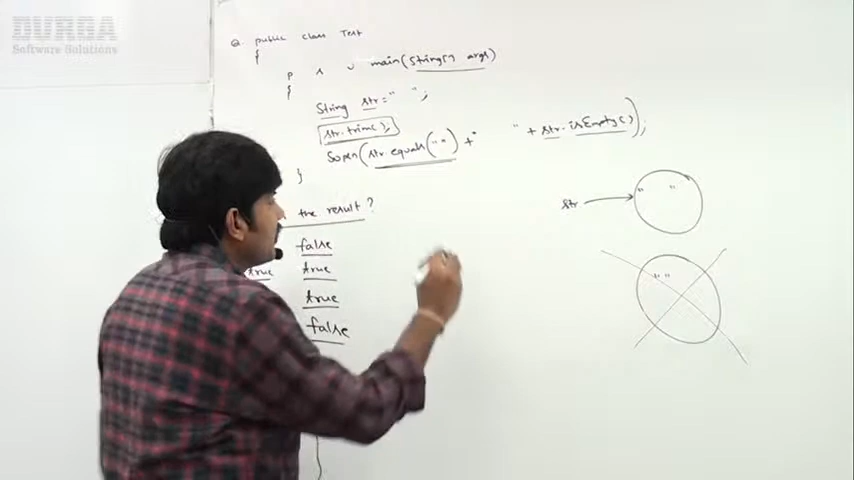 DURGA
Software Solutions
Q. public class Test
{
p s v main(String[] args)
{
String str=" ";
str.trim();
Sopln(str.equals("") + " " + str.isEmpty());
}
the result?
false
true true
true
false
str
" "
""